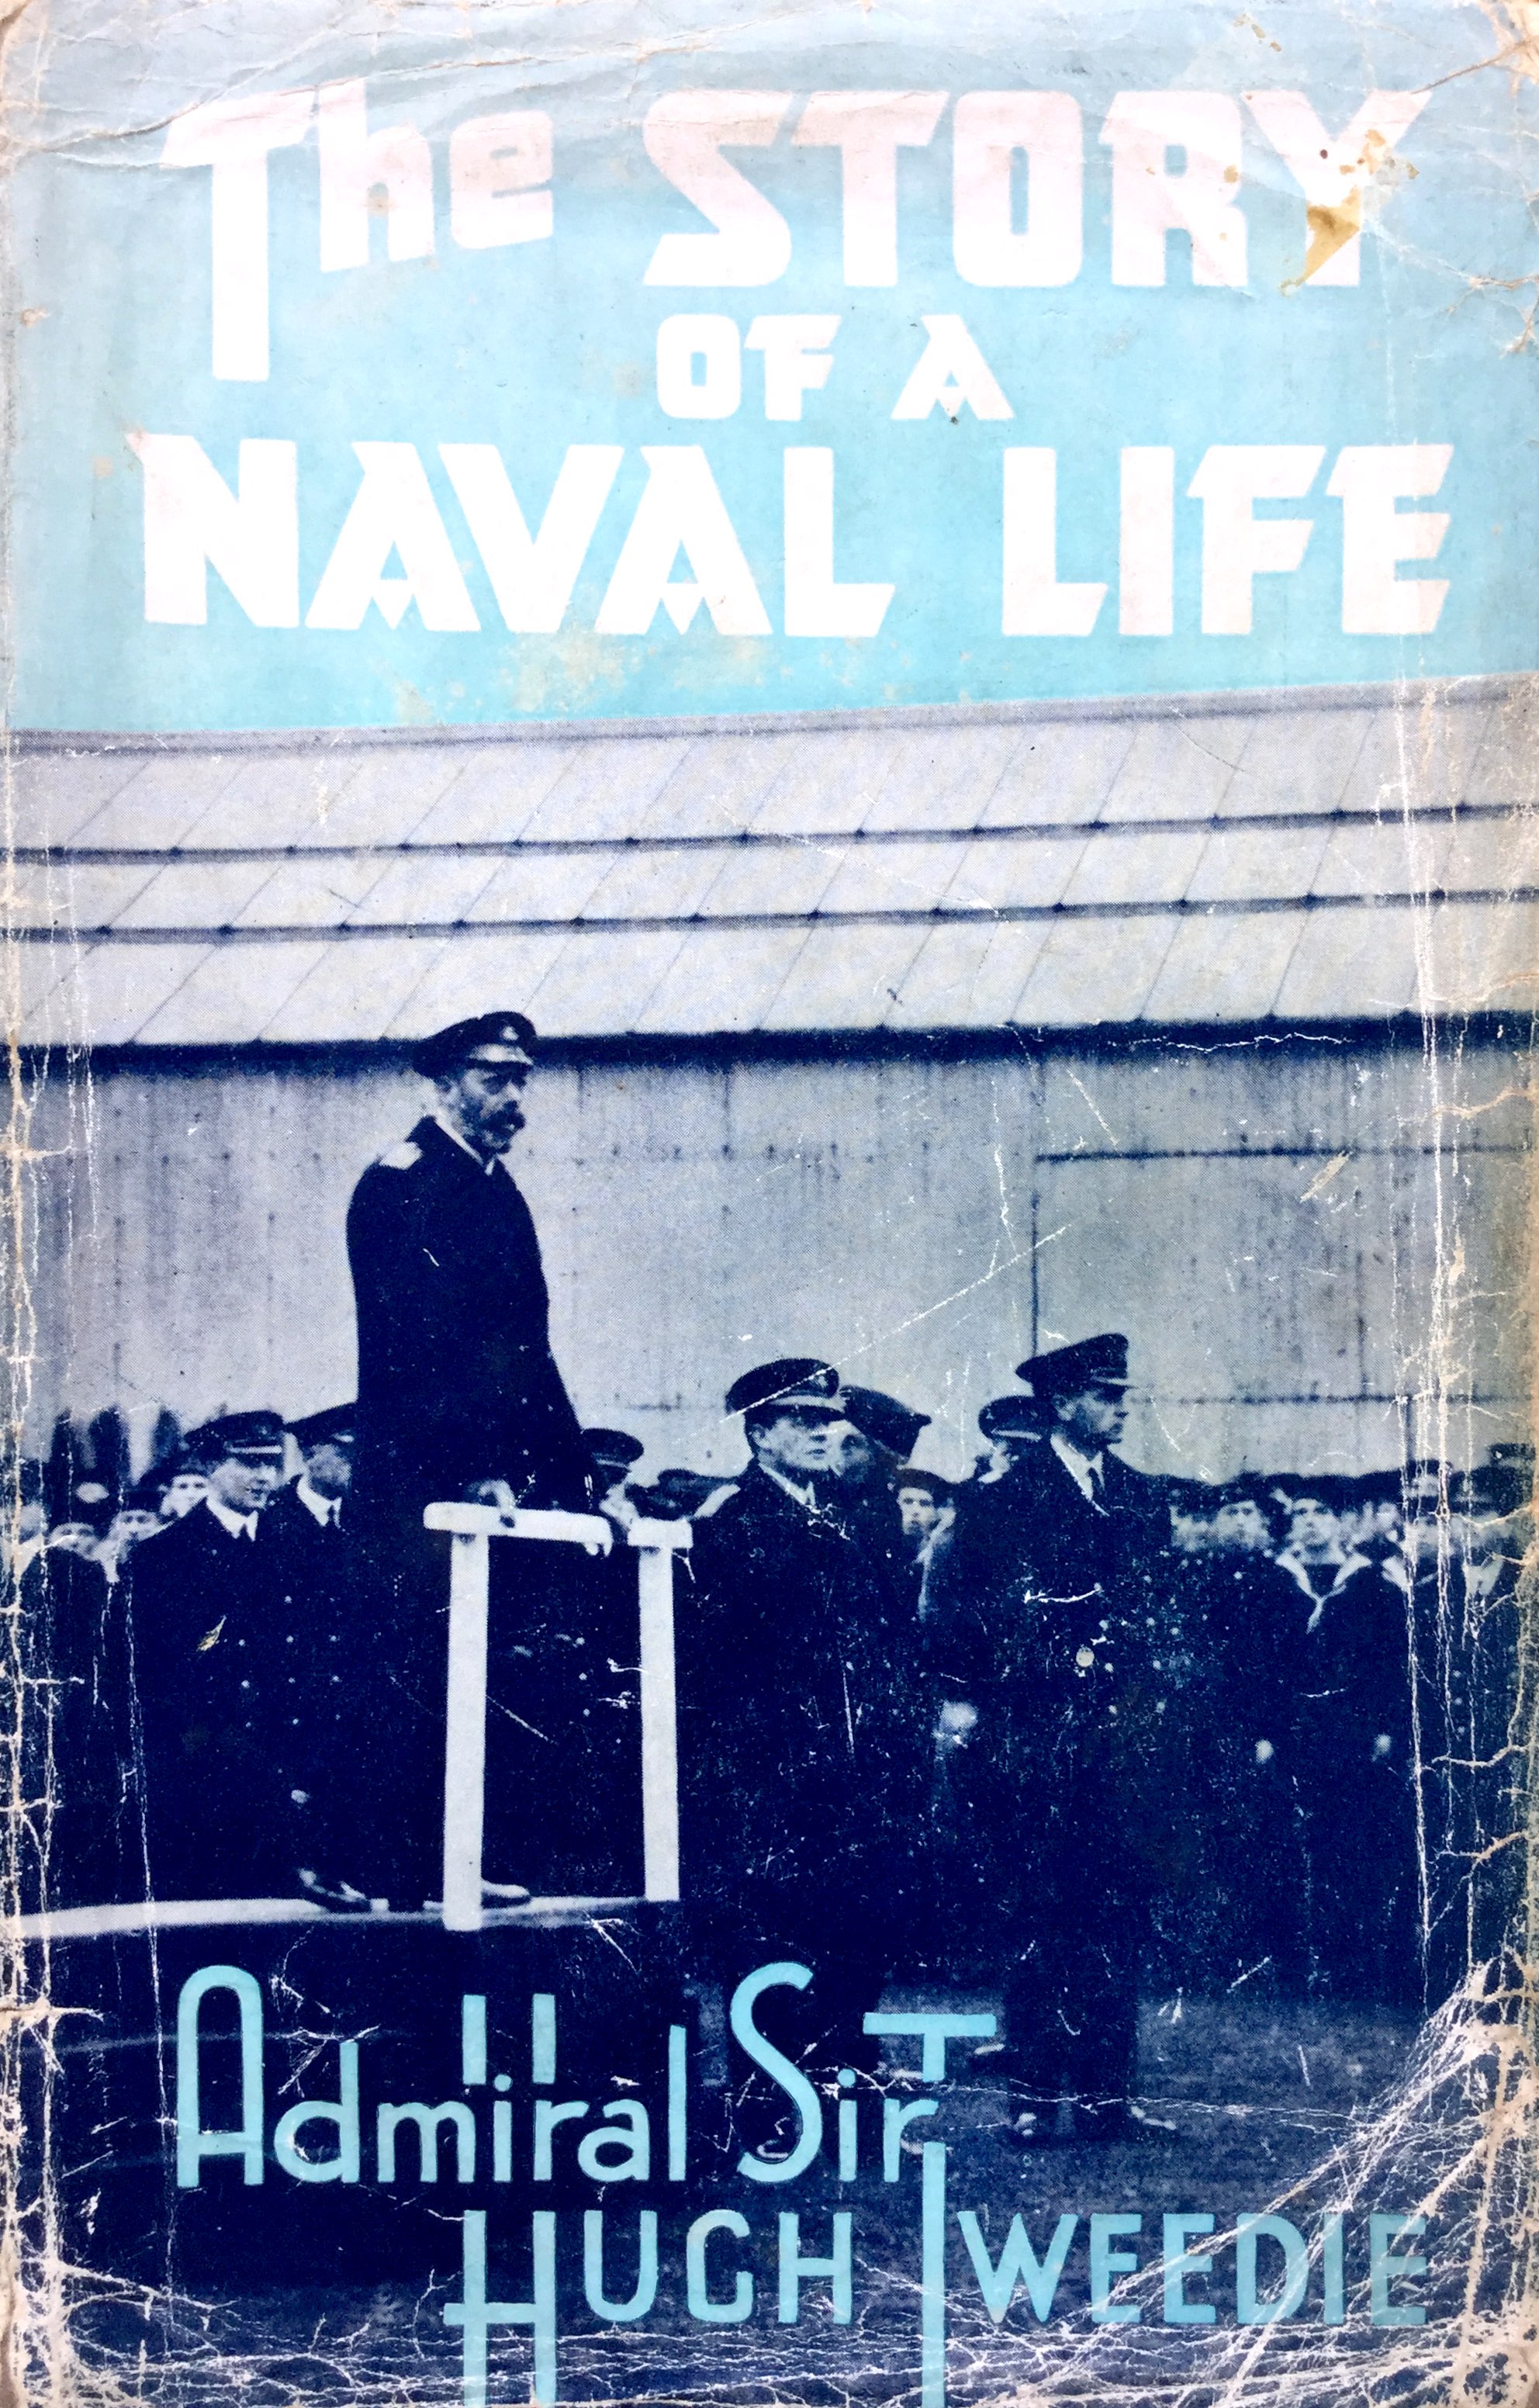 The STORY
OF A
NAVAL LIFE
Admiral Sir
HUGH TWEEDIE